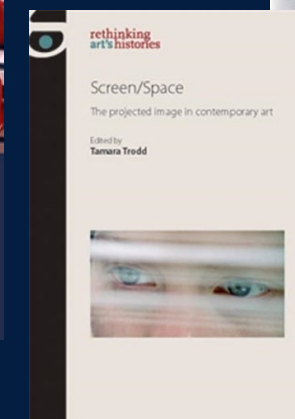 rethinking
art's histories
Screen/Space
The projected image in contemporary art
Edited by
Tamara Trodd